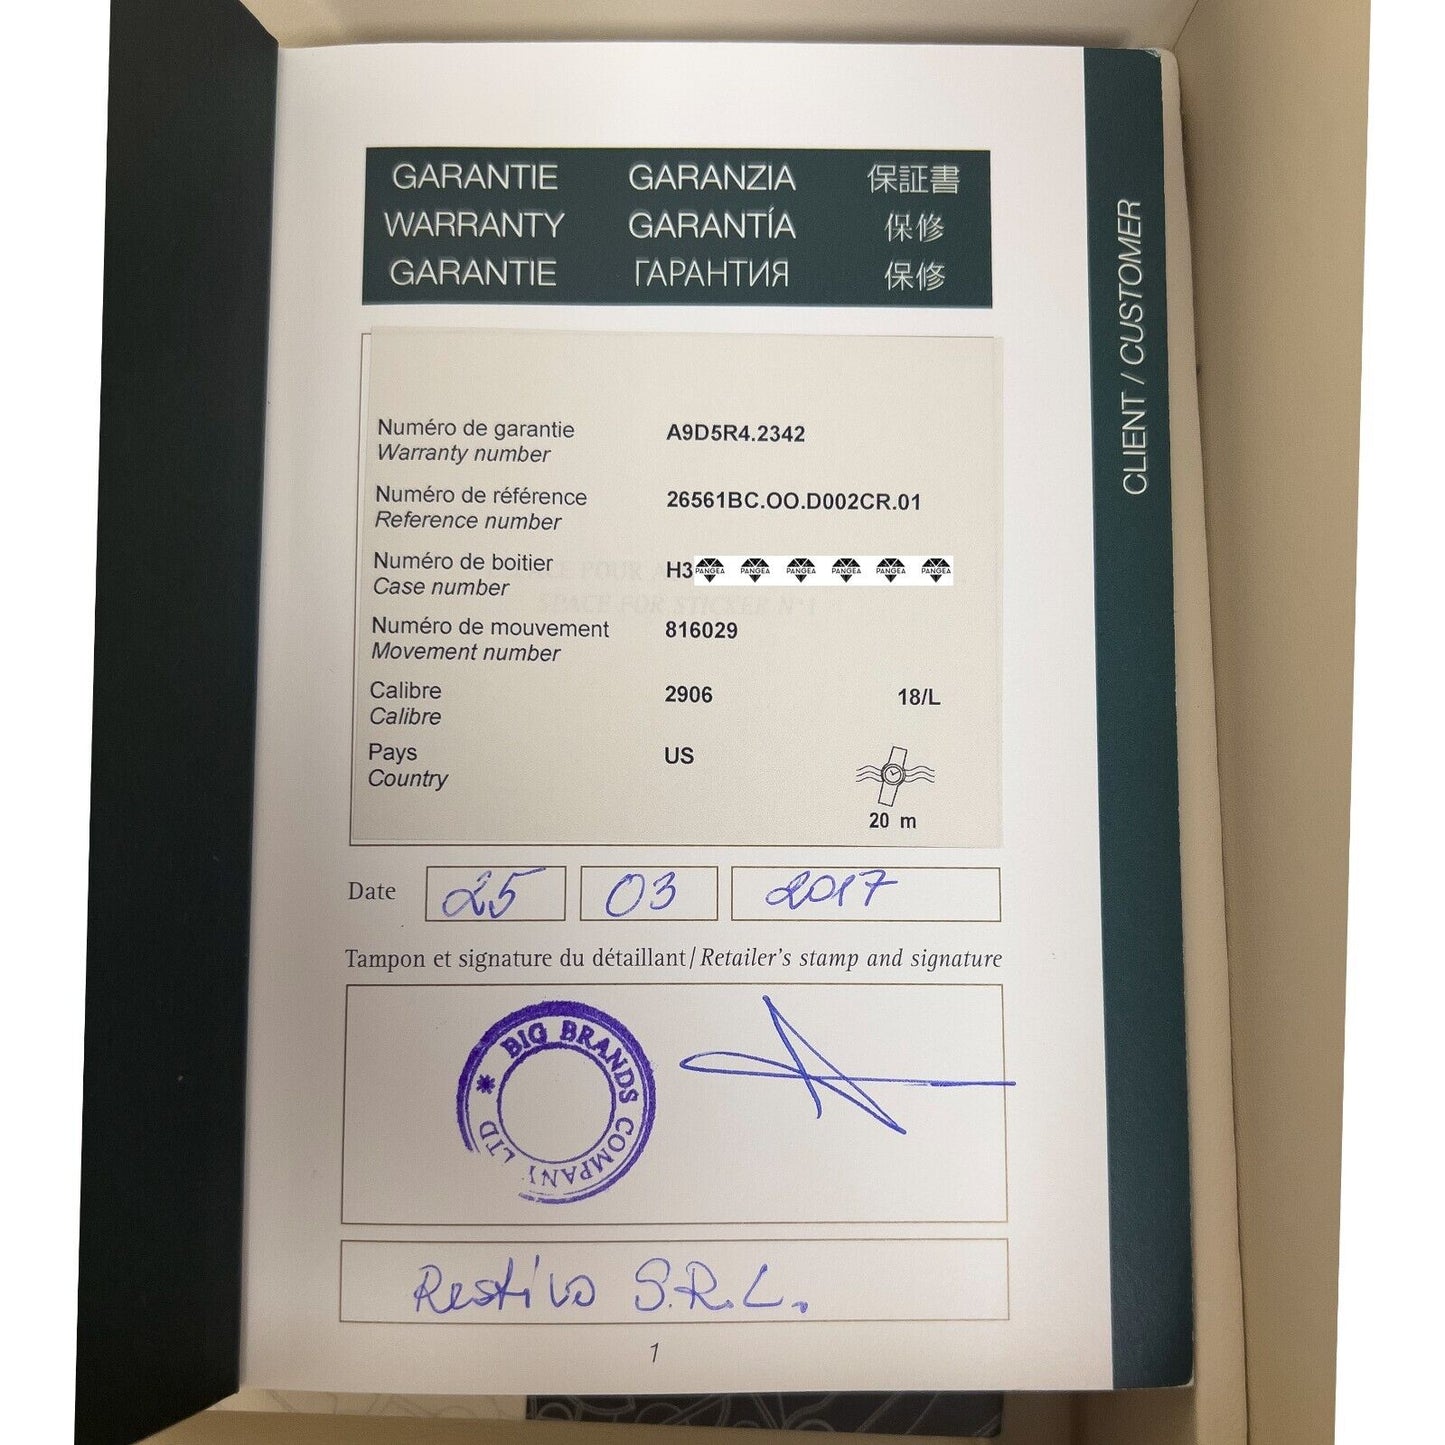 GARANTIE GARANZIA 保証書
WARRANTY GARANTÍA 保修
GARANTIE ГАРАНТИЯ 保修
CLIENT / CUSTOMER
Numéro de garantie A9D5R4.2342
Warranty number
Numéro de référence 26561BC.OO.D002CR.01
Reference number
Numéro de boitier H3 PANGEA PANGEA PANGEA PANGEA PANGEA PANGEA
Case number
POUR
SPACE FOR STICKER N°1
Numéro de mouvement 816029
Movement number
Calibre 2906 18/L
Calibre
Pays US
Country
20 m
Date 25 03 2017
Tampon et signature du détaillant / Retailer's stamp and signature
* BIG BRANDS COMPANY LTD
Restivo S.R.L.
1